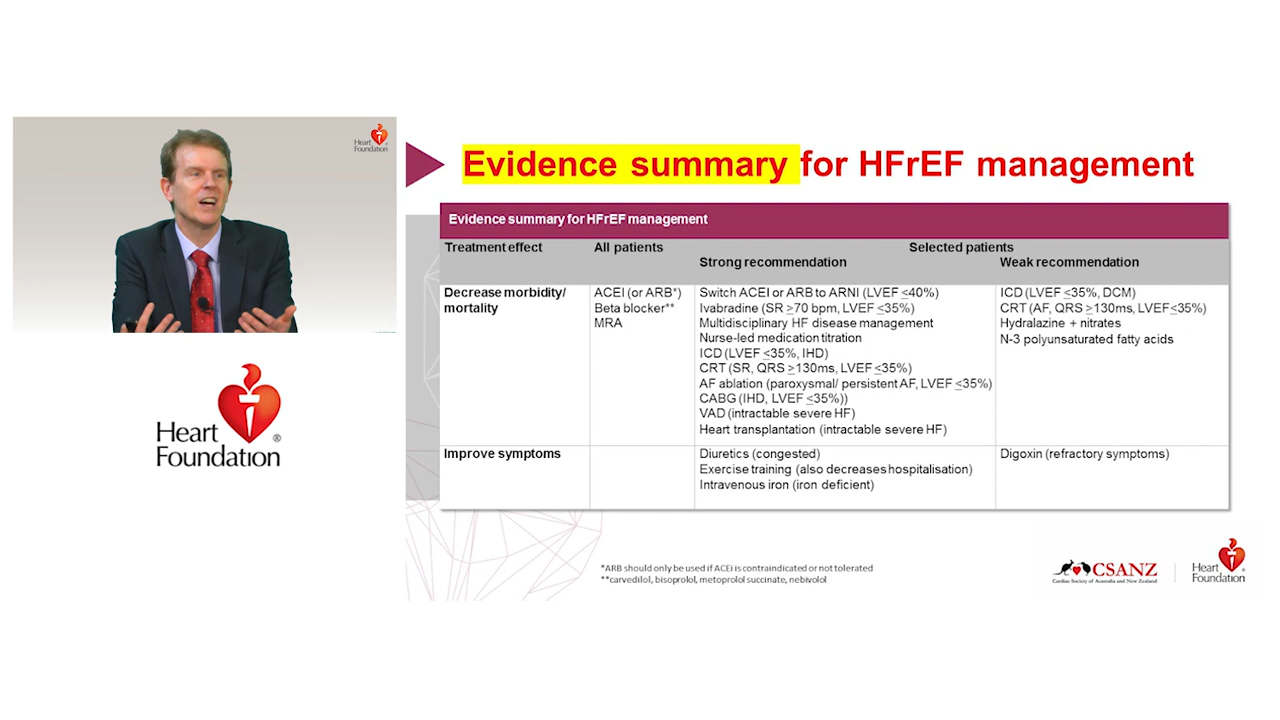 Heart
Foundation
Heart
Foundation
Evidence summary for HFrEF management
Evidence summary for HFrEF management
Treatment effect
All patients
Selected patients
Strong recommendation
Weak recommendation
Decrease morbidity/
mortality
ACEI (or ARB*)
Beta blocker**
MRA
Switch ACEI or ARB to ARNI (LVEF ≤40%)
Ivabradine (SR ≥70 bpm, LVEF ≤35%)
Multidisciplinary HF disease management
Nurse-led medication titration
ICD (LVEF ≤35%, IHD)
CRT (SR, QRS ≥130ms, LVEF ≤35%)
AF ablation (paroxysmal/ persistent AF, LVEF ≤35%)
CABG (IHD, LVEF ≤35%))
VAD (intractable severe HF)
Heart transplantation (intractable severe HF)
ICD (LVEF ≤35%, DCM)
CRT (AF, QRS ≥130ms, LVEF≤35%)
Hydralazine + nitrates
N-3 polyunsaturated fatty acids
Improve symptoms
Diuretics (congested)
Exercise training (also decreases hospitalisation)
Intravenous iron (iron deficient)
Digoxin (refractory symptoms)
*ARB should only be used if ACEi is contraindicated or not tolerated
**carvedilol, bisoprolol, metoprolol succinate, nebivolol
CSANZ
Cardiac Society of Australia and New Zealand
Heart
Foundation